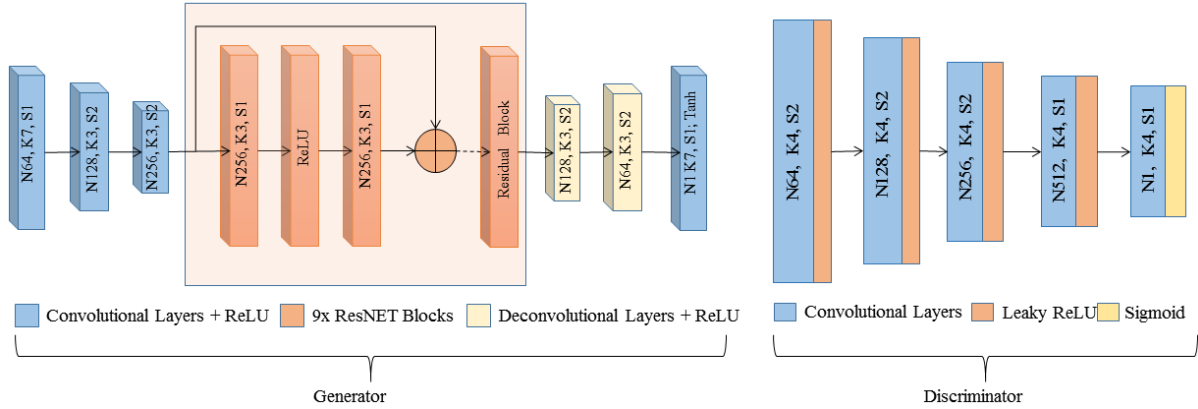 N64, K7, S1
N128, K3, S2
N256, K3, S2
N256, K3, S1
ReLU
N256, K3, S1
Residual Block
N128, K3, S2
N64, K3, S2
N1 K7, S1; Tanh
Convolutional Layers + ReLU
9x ResNET Blocks
Deconvolutional Layers + ReLU
Generator
N64, K4, S2
N128, K4, S2
N256, K4, S2
N512, K4, S1
N1, K4, S1
Convolutional Layers
Leaky ReLU
Sigmoid
Discriminator